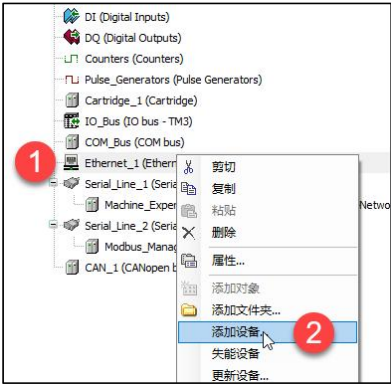 DI (Digital Inputs)
DQ (Digital Outputs)
Counters (Counters)
Pulse_Generators (Pulse Generators)
Cartridge_1 (Cartridge)
IO_Bus (IO bus - TM3)
COM_Bus (COM bus)
1
Ethernet_1 (Ethern
Serial_Line_1 (Seria
Machine_Exper
Netwo
Serial_Line_2 (Seria
Modbus_Manag
CAN_1 (CANopen b
剪切
复制
粘贴
删除
属性...
添加对象
添加文件夹...
添加设备
2
失能设备
更新设备...